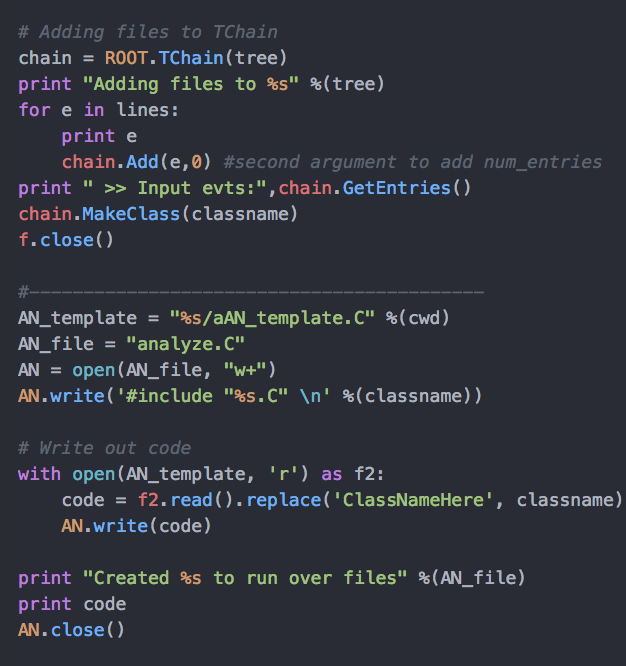 # Adding files to TChain
chain = ROOT.TChain(tree)
print "Adding files to %s" %(tree)
for e in lines:
    print e
    chain.Add(e,0) #second argument to add num_entries
print " >> Input evts:",chain.GetEntries()
chain.MakeClass(classname)
f.close()

#------------------------------------------
AN_template = "%s/aAN_template.C" %(cwd)
AN_file = "analyze.C"
AN = open(AN_file, "w+")
AN.write('#include "%s.C" \n' %(classname))

# Write out code
with open(AN_template, 'r') as f2:
    code = f2.read().replace('ClassNameHere', classname)
    AN.write(code)

print "Created %s to run over files" %(AN_file)
print code
AN.close()